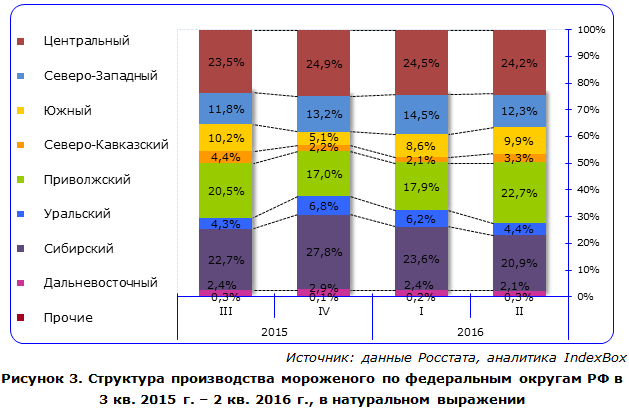 Центральный
Северо-Западный
Южный
Северо-Кавказский
Приволжский
Уральский
Сибирский
Дальневосточный
Прочие
23,5% 24,9% 24,5% 24,2%
11,8% 13,2% 14,5% 12,3%
10,2% 5,1% 8,6% 9,9%
4,4% 2,2% 2,1% 3,3%
20,5% 17,0% 17,9% 22,7%
4,3% 6,8% 6,2% 4,4%
22,7% 27,8% 23,6% 20,9%
2,4% 2,9% 2,4% 2,1%
0,3% 0,1% 0,2% 0,3%
100%
90%
80%
70%
60%
50%
40%
30%
20%
10%
0%
III IV I II
2015 2016
Источник: данные Росстата, аналитика IndexBox
Рисунок 3. Структура производства мороженого по федеральным округам РФ в
3 кв. 2015 г. – 2 кв. 2016 г., в натуральном выражении